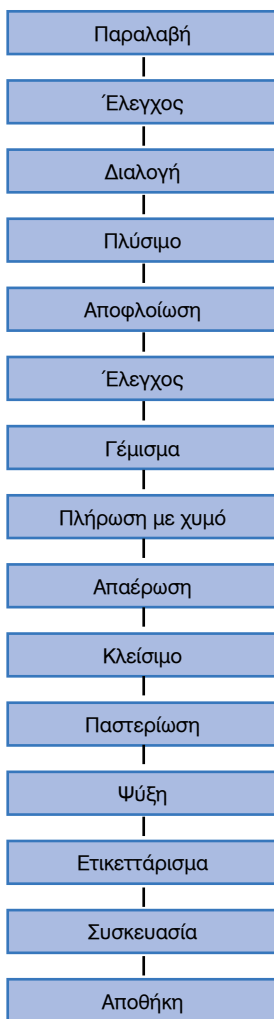 Παραλαβή
Έλεγχος
Διαλογή
Πλύσιμο
Αποφλοίωση
Έλεγχος
Γέμισμα
Πλήρωση με χυμό
Απαέρωση
Κλείσιμο
Παστερίωση
Ψύξη
Ετικεττάρισμα
Συσκευασία
Αποθήκη